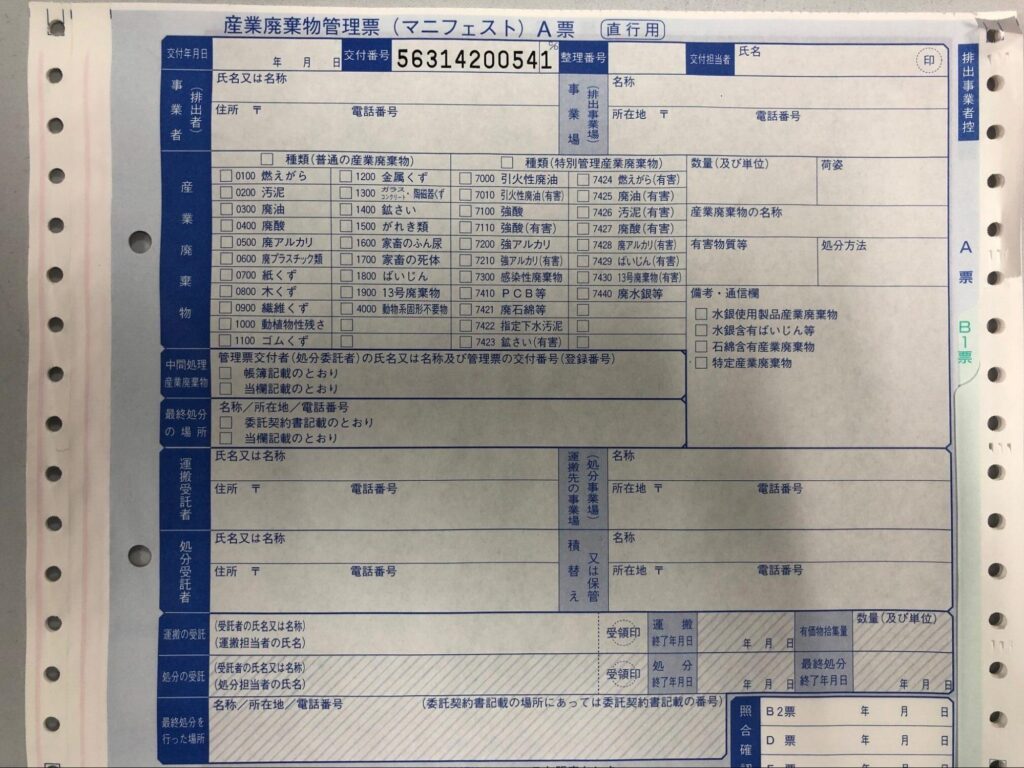 産業廃棄物管理票（マニフェスト）A票 直行用
交付年月日 年 月 日 交付番号 56314200541 整理番号 交付担当者 氏名 印
排出事業者控
事業者（排出者） 氏名又は名称
住所 〒 電話番号
事業場（排出事業場） 名称
所在地 〒 電話番号
産業廃棄物
種類（普通の産業廃棄物） 種類（特別管理産業廃棄物） 数量（及び単位） 荷姿
0100 燃えがら 1200 金属くず 7000 引火性廃油 7424 燃えがら（有害）
0200 汚泥 1300 ガラス・コンクリート・陶磁器くず 7010 引火性廃油（有害） 7425 廃油（有害）
0300 廃油 1400 鉱さい 7100 強酸 7426 汚泥（有害）
0400 廃酸 1500 がれき類 7110 強酸（有害） 7427 廃酸（有害）
0500 廃アルカリ 1600 家畜のふん尿 7200 強アルカリ 7428 廃アルカリ（有害）
0600 廃プラスチック類 1700 家畜の死体 7210 強アルカリ（有害） 7429 ばいじん（有害）
0700 紙くず 1800 ばいじん 7300 感染性廃棄物 7430 13号廃棄物（有害）
0800 木くず 1900 13号廃棄物 7410 PCB等 7440 廃水銀等
0900 繊維くず 4000 動物系固形不要物 7421 廃石綿等
1000 動植物性残さ 7422 指定下水汚泥
1100 ゴムくず 7423 鉱さい（有害）
産業廃棄物の名称
有害物質等 処分方法
備考・通信欄
水銀使用製品産業廃棄物
水銀含有ばいじん等
石綿含有産業廃棄物
特定産業廃棄物
A票
B1票
中間処理産業廃棄物 管理票交付者（処分委託者）の氏名又は名称及び管理票の交付番号（登録番号）
帳簿記載のとおり
当欄記載のとおり
最終処分の場所 名称／所在地／電話番号
委託契約書記載のとおり
当欄記載のとおり
運搬受託者 氏名又は名称
住所 〒 電話番号
運搬先の事業場（処分事業場） 名称
所在地 〒 電話番号
処分受託者 氏名又は名称
住所 〒 電話番号
積替え又は保管 名称
所在地 〒 電話番号
運搬の受託 （受託者の氏名又は名称）
（運搬担当者の氏名） 受領印 運搬終了年月日 年 月 日 有価物拾集量 数量（及び単位）
処分の受託 （受託者の氏名又は名称）
（処分担当者の氏名） 受領印 処分終了年月日 年 月 日 最終処分終了年月日 年 月 日
最終処分を行った場所 名称／所在地／電話番号 （委託契約書記載の場所にあっては委託契約書記載の番号）
照合確認 B2票 年 月 日
D票 年 月 日